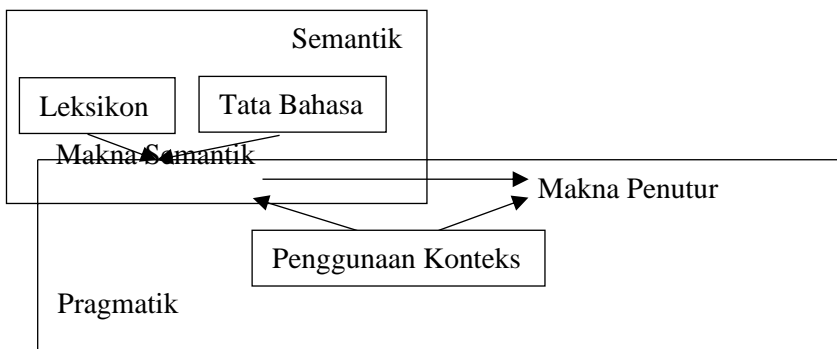 Semantik
Leksikon
Tata Bahasa
Makna Semantik
Makna Penutur
Penggunaan Konteks
Pragmatik